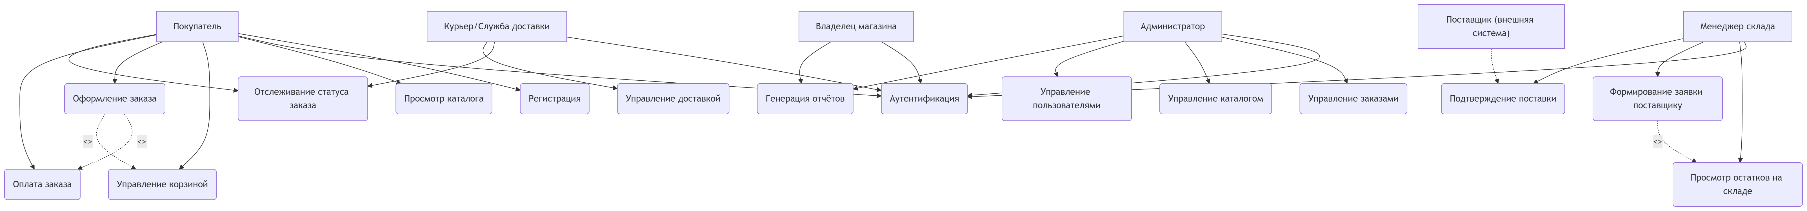 Покупатель
Курьер/Служба доставки
Владелец магазина
Администратор
Поставщик (внешняя
система)
Менеджер склада
Оформление заказа
Отслеживание статуса
заказа
Просмотр каталога
Регистрация
Управление доставкой
Генерация отчётов
Аутентификация
Управление
пользователями
Управление каталогом
Управление заказами
Подтверждение поставки
Формирование заявки
поставщику
<>
<>
<>
Оплата заказа
Управление корзиной
Просмотр остатков на
складе